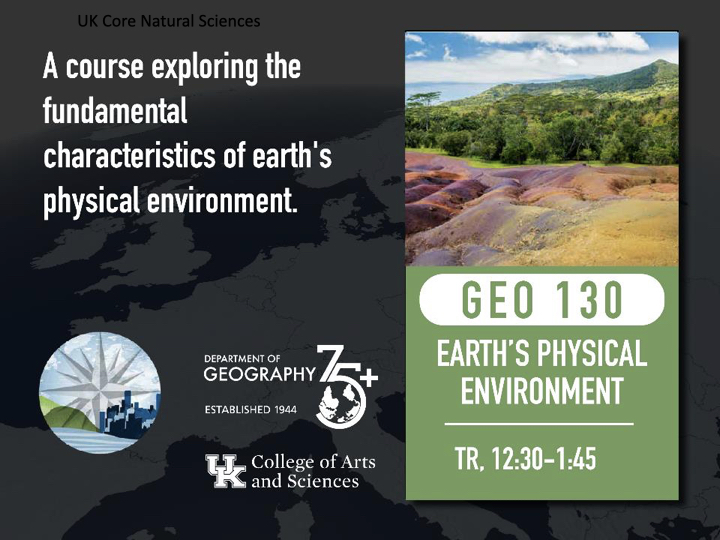 UK Core Natural Sciences
A course exploring the
fundamental
characteristics of earth's
physical environment.
GEO 130
EARTH'S PHYSICAL
ENVIRONMENT
TR, 12:30-1:45
DEPARTMENT OF
GEOGRAPHY 75+
ESTABLISHED 1944
UK College of Arts
and Sciences